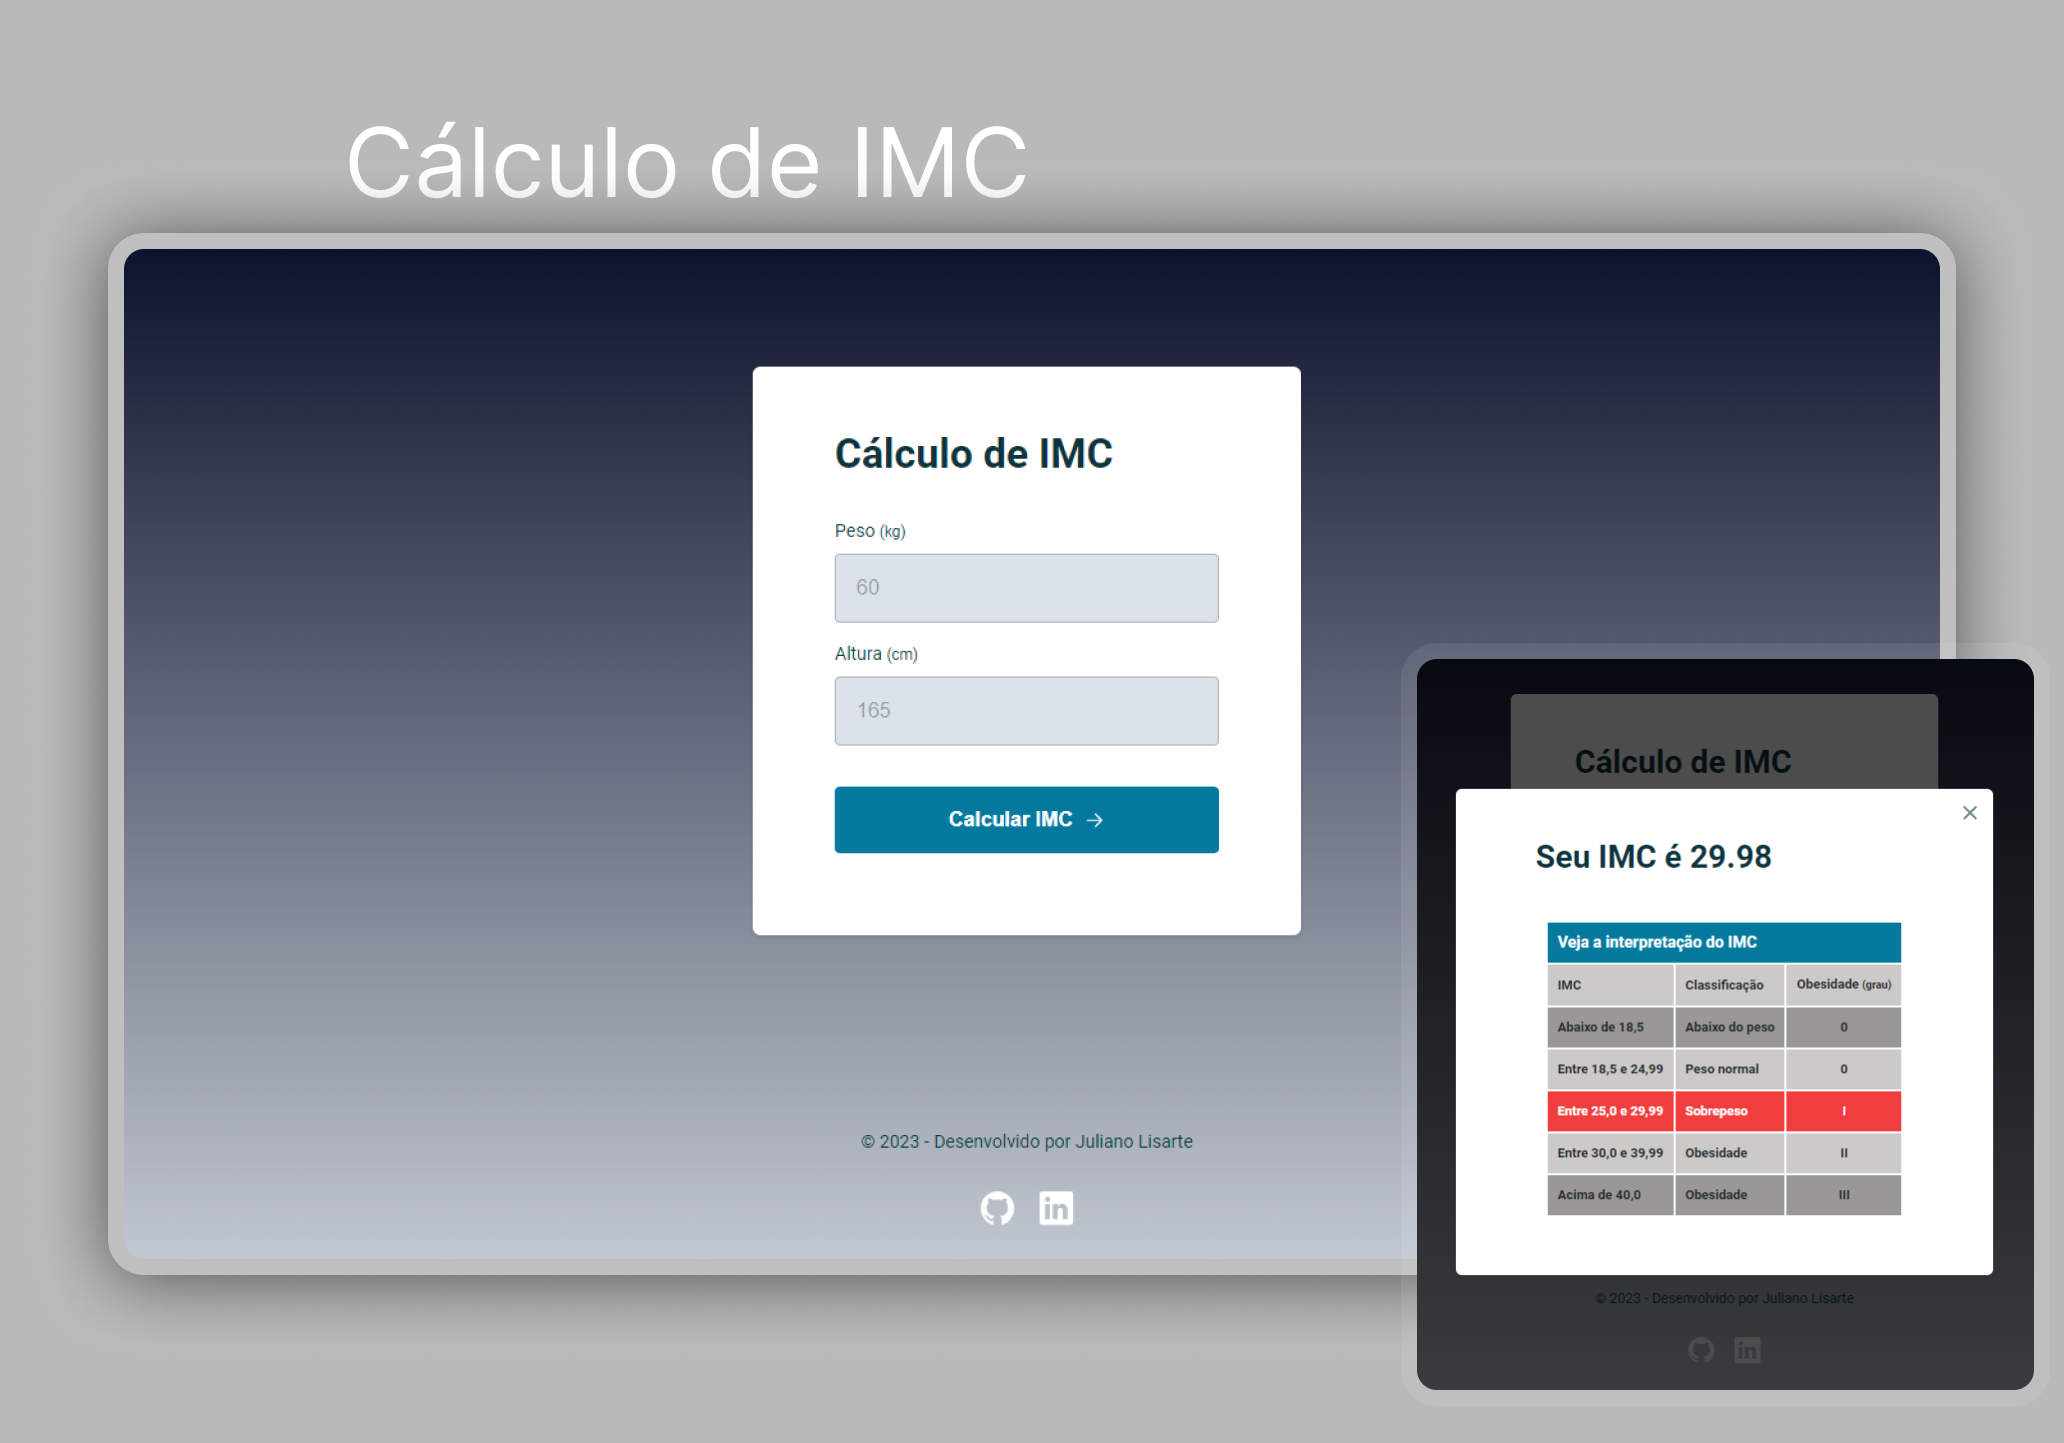 Cálculo de IMC
Cálculo de IMC
Peso (kg)
60
Altura (cm)
165
Calcular IMC →
© 2023 - Desenvolvido por Juliano Lisarte
in
Cálculo de IMC
Seu IMC é 29.98
Veja a interpretação do IMC
IMC Classificação Obesidade (grau)
Abaixo de 18,5 Abaixo do peso 0
Entre 18,5 e 24,99 Peso normal 0
Entre 25,0 e 29,99 Sobrepeso I
Entre 30,0 e 39,99 Obesidade II
Acima de 40,0 Obesidade III
© 2023 - Desenvolvido por Juliano Lisarte
in